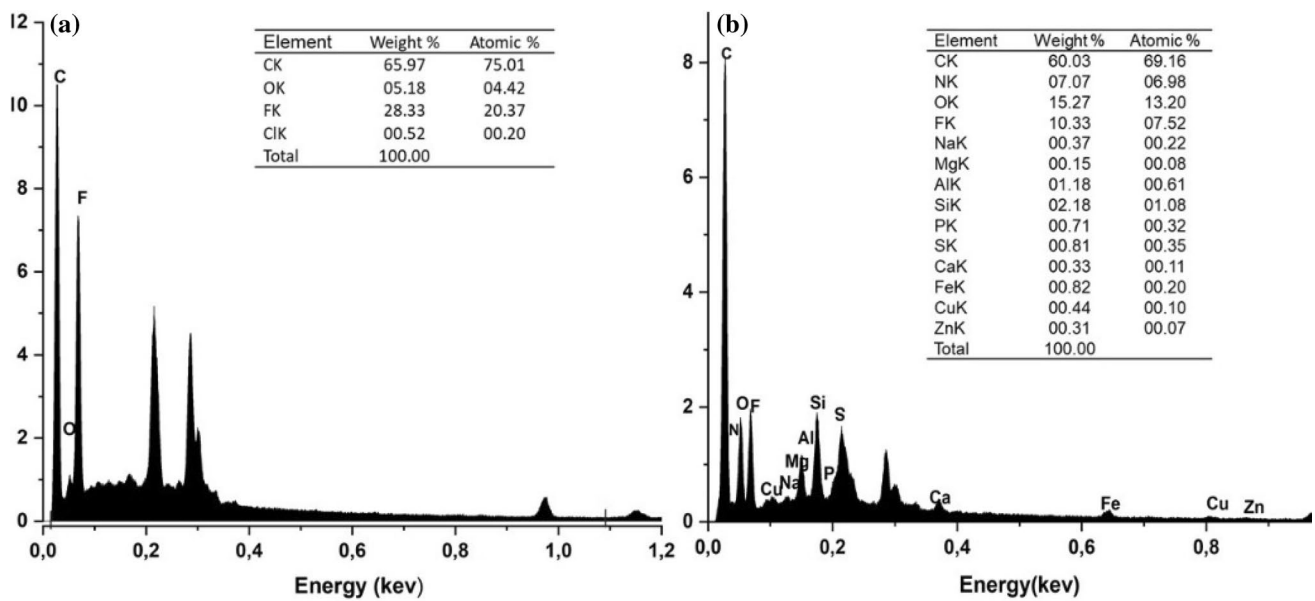 (a)
12
10
8
6
4
2
0
Element Weight % Atomic %
CK 65.97 75.01
OK 05.18 04.42
FK 28.33 20.37
ClK 00.52 00.20
Total 100.00
C
O
F
0,0 0,2 0,4 0,6 0,8 1,0 1,2
Energy (kev)
(b)
8
6
4
2
0
Element Weight % Atomic %
CK 60.03 69.16
NK 07.07 06.98
OK 15.27 13.20
FK 10.33 07.52
NaK 00.37 00.22
MgK 00.15 00.08
AlK 01.18 00.61
SiK 02.18 01.08
PK 00.71 00.32
SK 00.81 00.35
CaK 00.33 00.11
FeK 00.82 00.20
CuK 00.44 00.10
ZnK 00.31 00.07
Total 100.00
C
N
O
F
Cu
Na
Mg
Al
Si
P
S
Ca
Fe
Cu
Zn
0,0 0,2 0,4 0,6 0,8
Energy(kev)